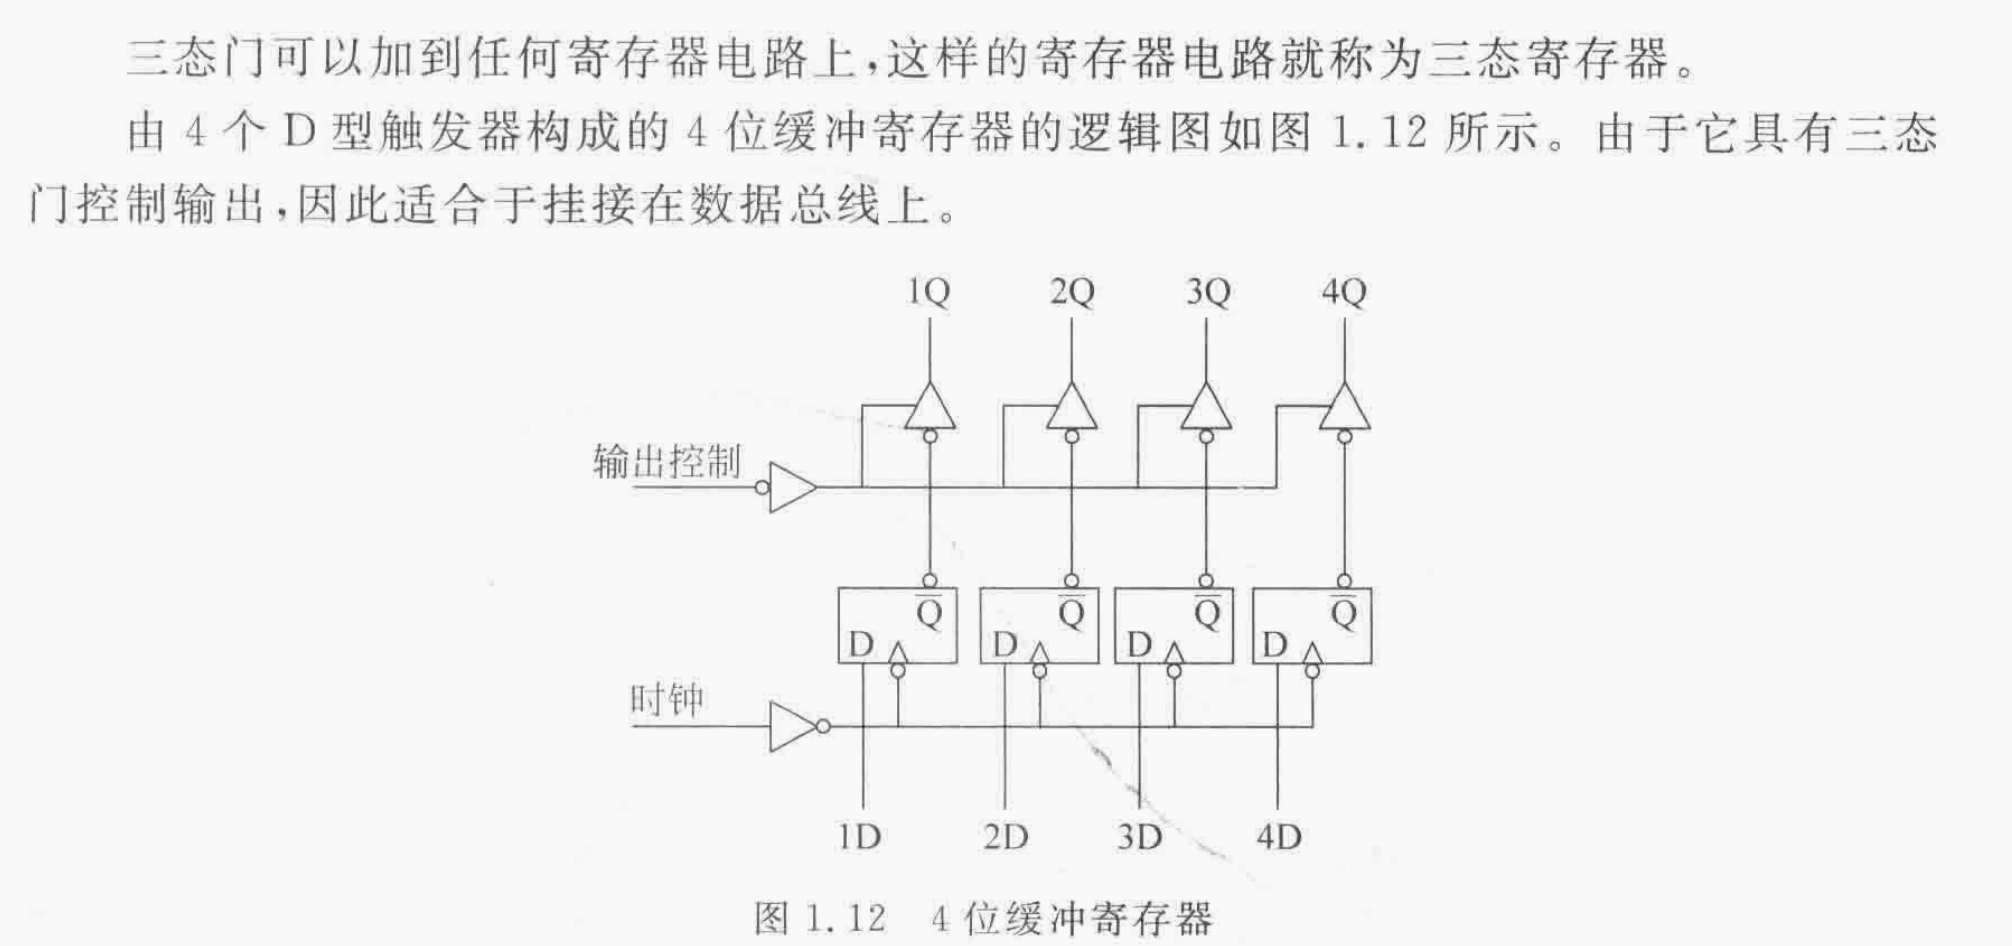 三态门可以加到任何寄存器电路上,这样的寄存器电路就称为三态寄存器。
由 4 个 D 型触发器构成的 4 位缓冲寄存器的逻辑图如图 1.12 所示。由于它具有三态
门控制输出,因此适合于挂接在数据总线上。
1Q 2Q 3Q 4Q
输出控制
Q̅ Q̅ Q̅ Q̅
D D D D
时钟
1D 2D 3D 4D
图 1.12 4 位缓冲寄存器